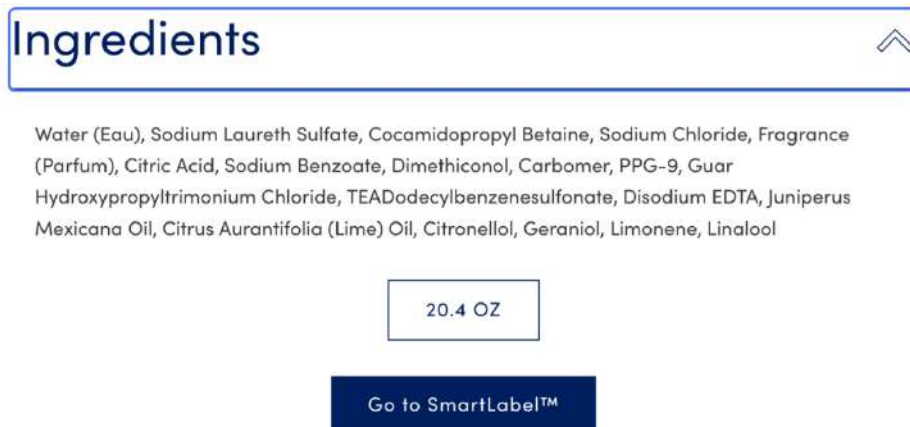 Ingredients
Water (Eau), Sodium Laureth Sulfate, Cocamidopropyl Betaine, Sodium Chloride, Fragrance
(Parfum), Citric Acid, Sodium Benzoate, Dimethiconol, Carbomer, PPG-9, Guar
Hydroxypropyltrimonium Chloride, TEADodecylbenzenesulfonate, Disodium EDTA, Juniperus
Mexicana Oil, Citrus Aurantifolia (Lime) Oil, Citronellol, Geraniol, Limonene, Linalool
20.4 OZ
Go to SmartLabel™